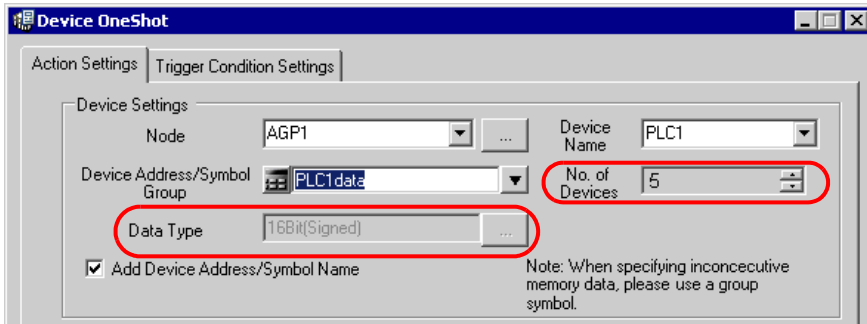 Device OneShot
Action Settings
Trigger Condition Settings
Device Settings
Node
AGP1
...
Device
Name
PLC1
Device Address/Symbol
Group
PLC1data
No. of
Devices
5
Data Type
16Bit(Signed)
...
Add Device Address/Symbol Name
Note: When specifying inconcecutive
memory data, please use a group
symbol.